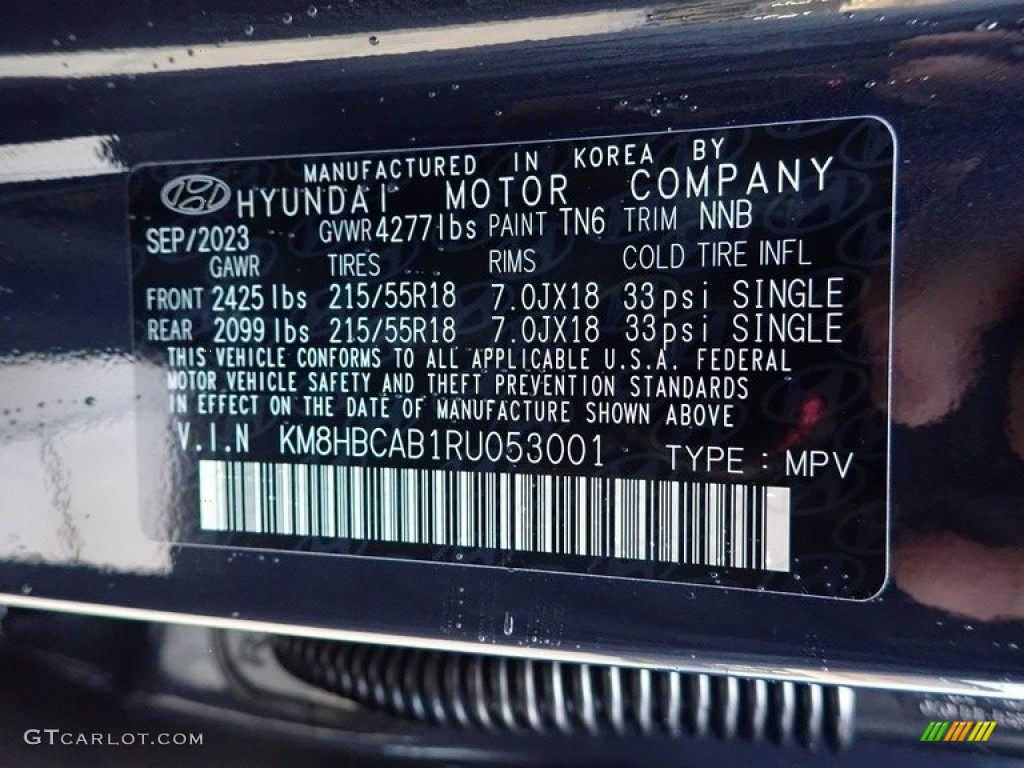 MANUFACTURED IN KOREA BY
HYUNDAI MOTOR COMPANY
SEP/2023 GVWR 4277lbs PAINT TN6 TRIM NNB
GAWR TIRES RIMS COLD TIRE INFL
FRONT 2425 lbs 215/55R18 7.0JX18 33psi SINGLE
REAR 2099 lbs 215/55R18 7.0JX18 33psi SINGLE
THIS VEHICLE CONFORMS TO ALL APPLICABLE U.S.A. FEDERAL
MOTOR VEHICLE SAFETY AND THEFT PREVENTION STANDARDS
IN EFFECT ON THE DATE OF MANUFACTURE SHOWN ABOVE
V.I.N KM8HBCAB1RU053001 TYPE : MPV
GTCARLOT.COM